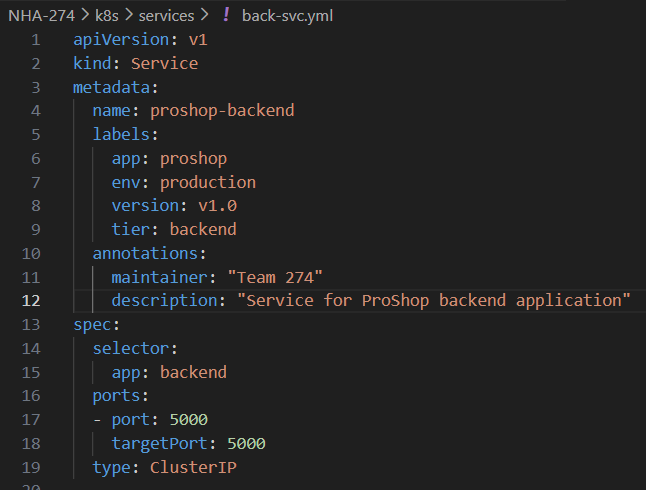 NHA-274 > k8s > services > ! back-svc.yml
1 apiVersion: v1
2 kind: Service
3 metadata:
4   name: proshop-backend
5   labels:
6     app: proshop
7     env: production
8     version: v1.0
9     tier: backend
10   annotations:
11     maintainer: "Team 274"
12     description: "Service for ProShop backend application"
13 spec:
14   selector:
15     app: backend
16   ports:
17   - port: 5000
18     targetPort: 5000
19   type: ClusterIP
20